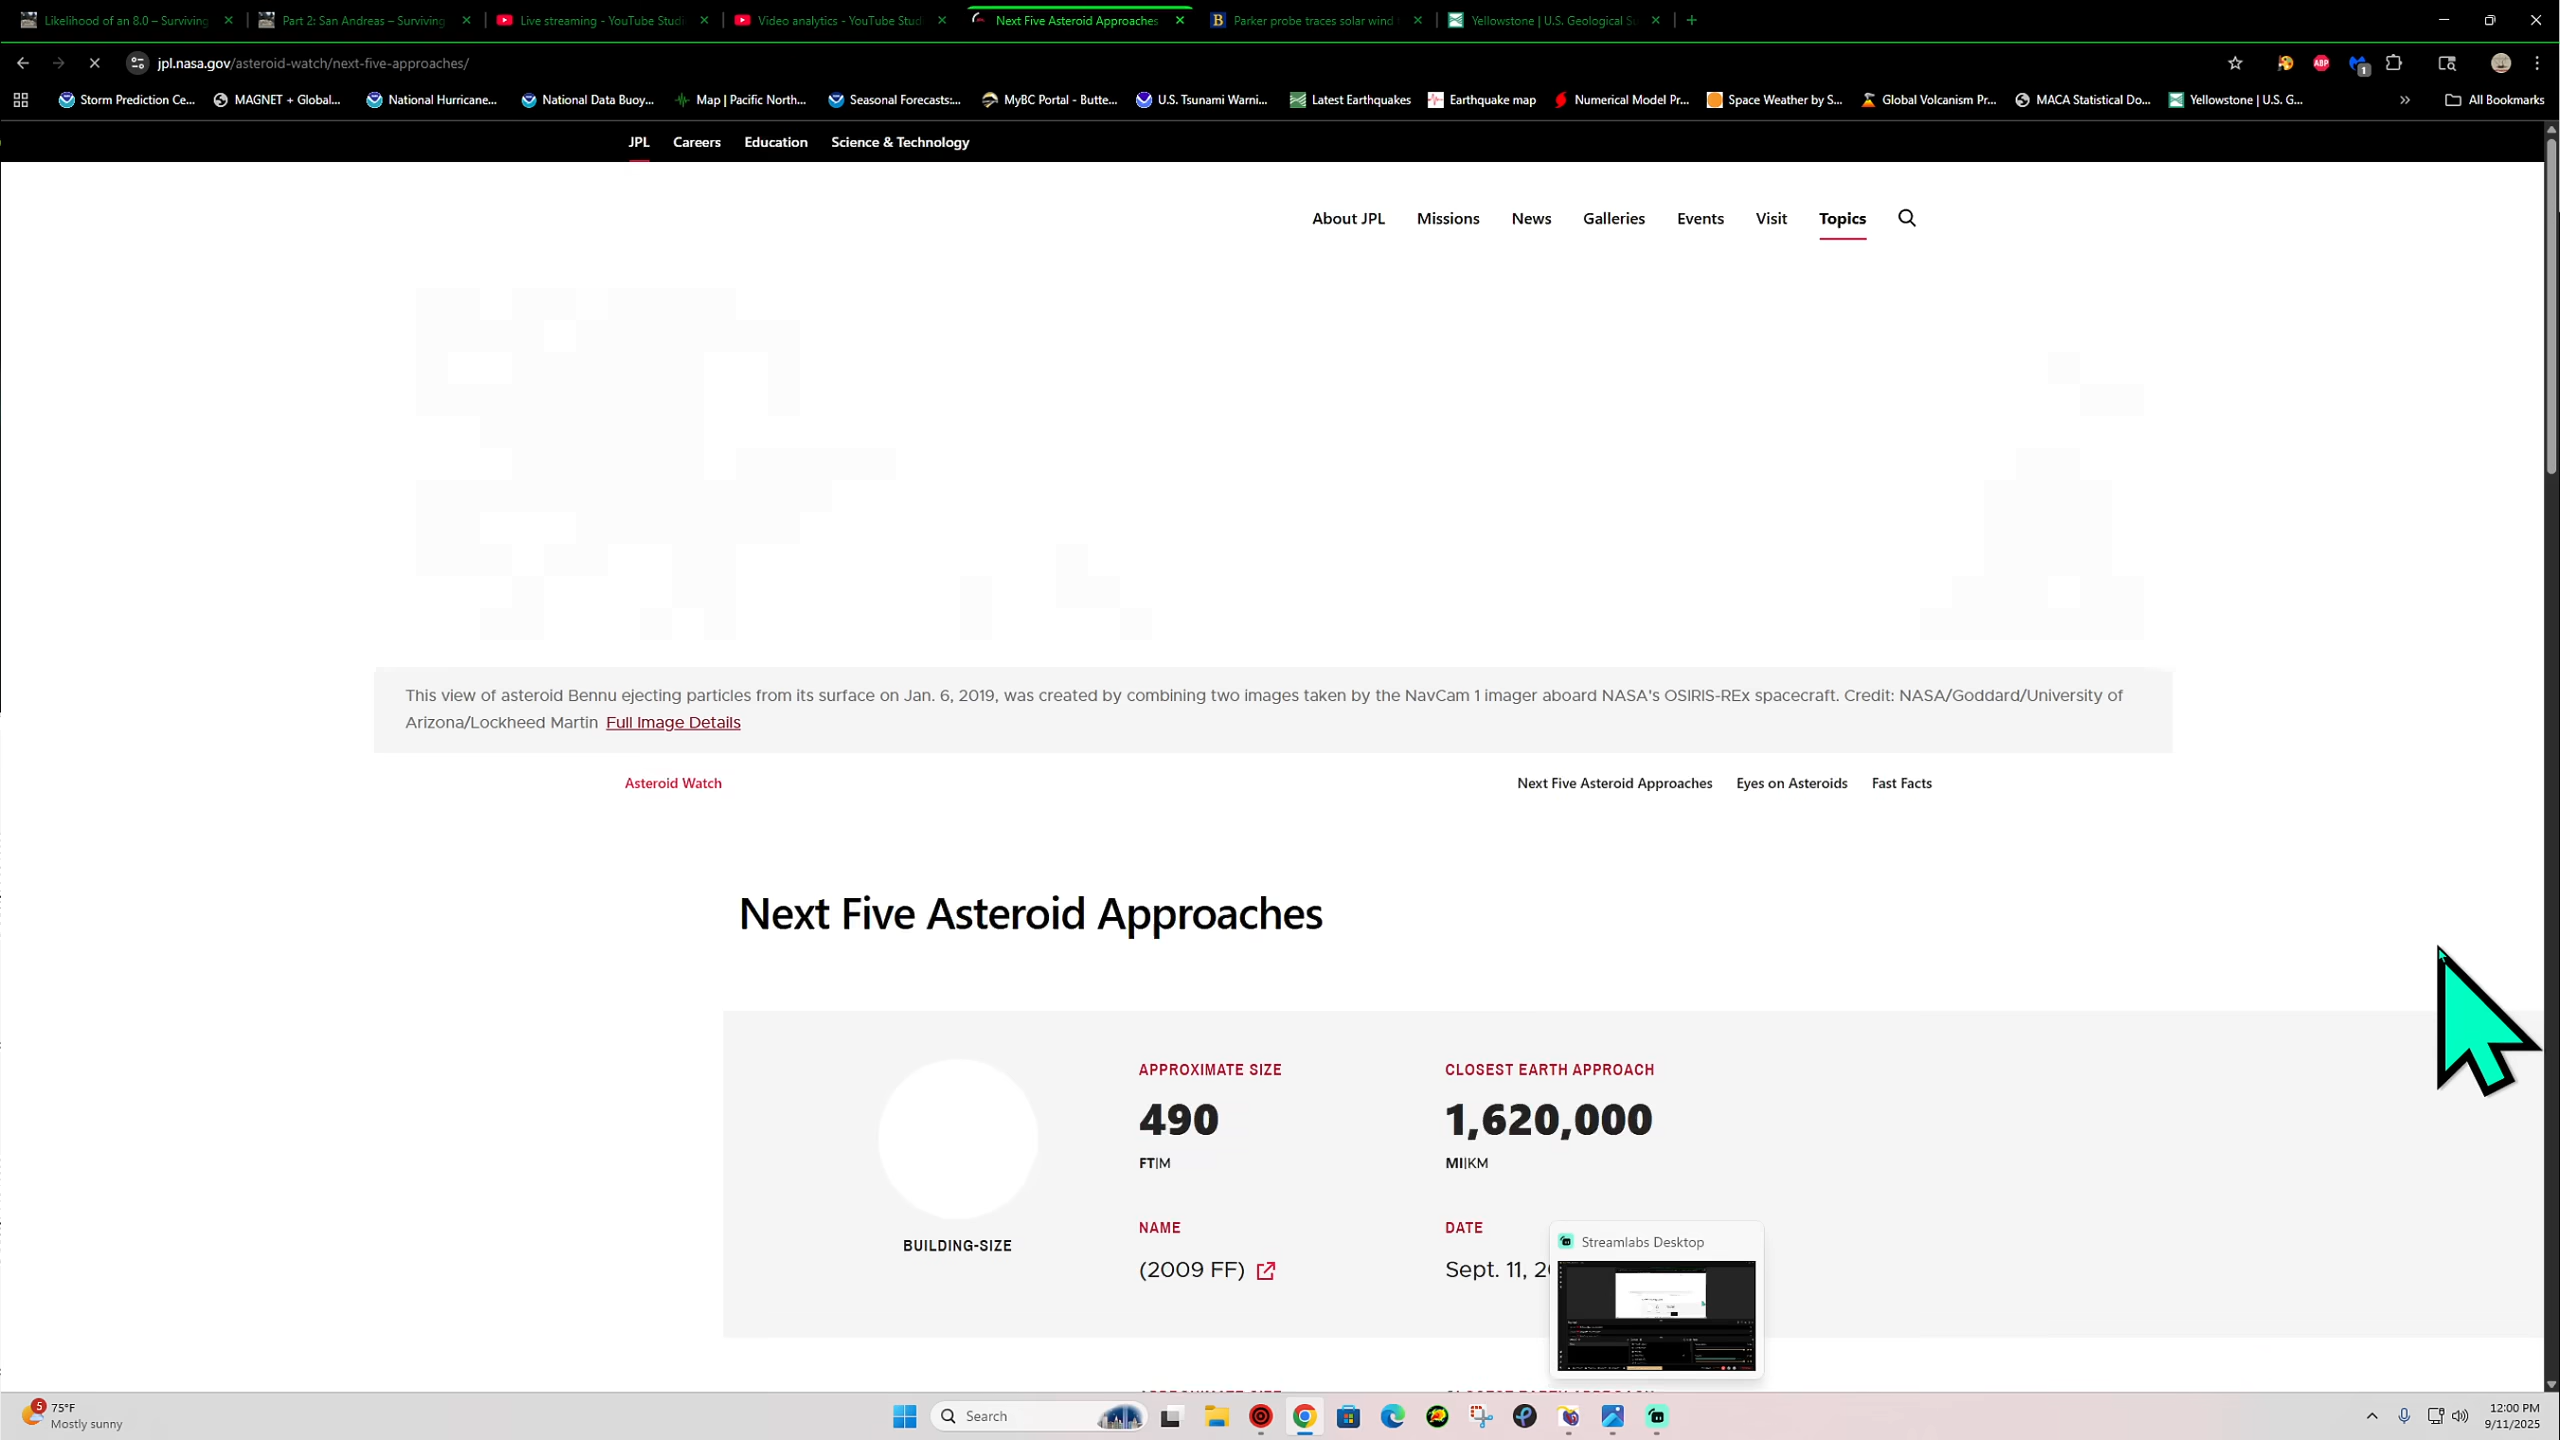 Likelihood of an 8.0 – Surviving
Part 2: San Andreas – Surviving
Live streaming - YouTube Studi
Video analytics - YouTube Stud
Next Five Asteroid Approaches
Parker probe traces solar wind
Yellowstone | U.S. Geological S
jpl.nasa.gov/asteroid-watch/next-five-approaches/
ABP
1
Storm Prediction Ce...
MAGNET + Global...
National Hurricane...
National Data Buoy...
Map | Pacific North...
Seasonal Forecasts:...
MyBC Portal - Butte...
U.S. Tsunami Warni...
Latest Earthquakes
Earthquake map
Numerical Model Pr...
Space Weather by S...
Global Volcanism Pr...
MACA Statistical Do...
Yellowstone | U.S. G...
All Bookmarks
JPL
Careers
Education
Science & Technology
About JPL
Missions
News
Galleries
Events
Visit
Topics
This view of asteroid Bennu ejecting particles from its surface on Jan. 6, 2019, was created by combining two images taken by the NavCam 1 imager aboard NASA's OSIRIS-REx spacecraft. Credit: NASA/Goddard/University of
Arizona/Lockheed Martin Full Image Details
Asteroid Watch
Next Five Asteroid Approaches
Eyes on Asteroids
Fast Facts
Next Five Asteroid Approaches
APPROXIMATE SIZE
CLOSEST EARTH APPROACH
490
1,620,000
FT|M
MI|KM
NAME
DATE
BUILDING-SIZE
(2009 FF)
Sept. 11, 2
Streamlabs Desktop
5
75°F
Mostly sunny
Search
12:00 PM
9/11/2025